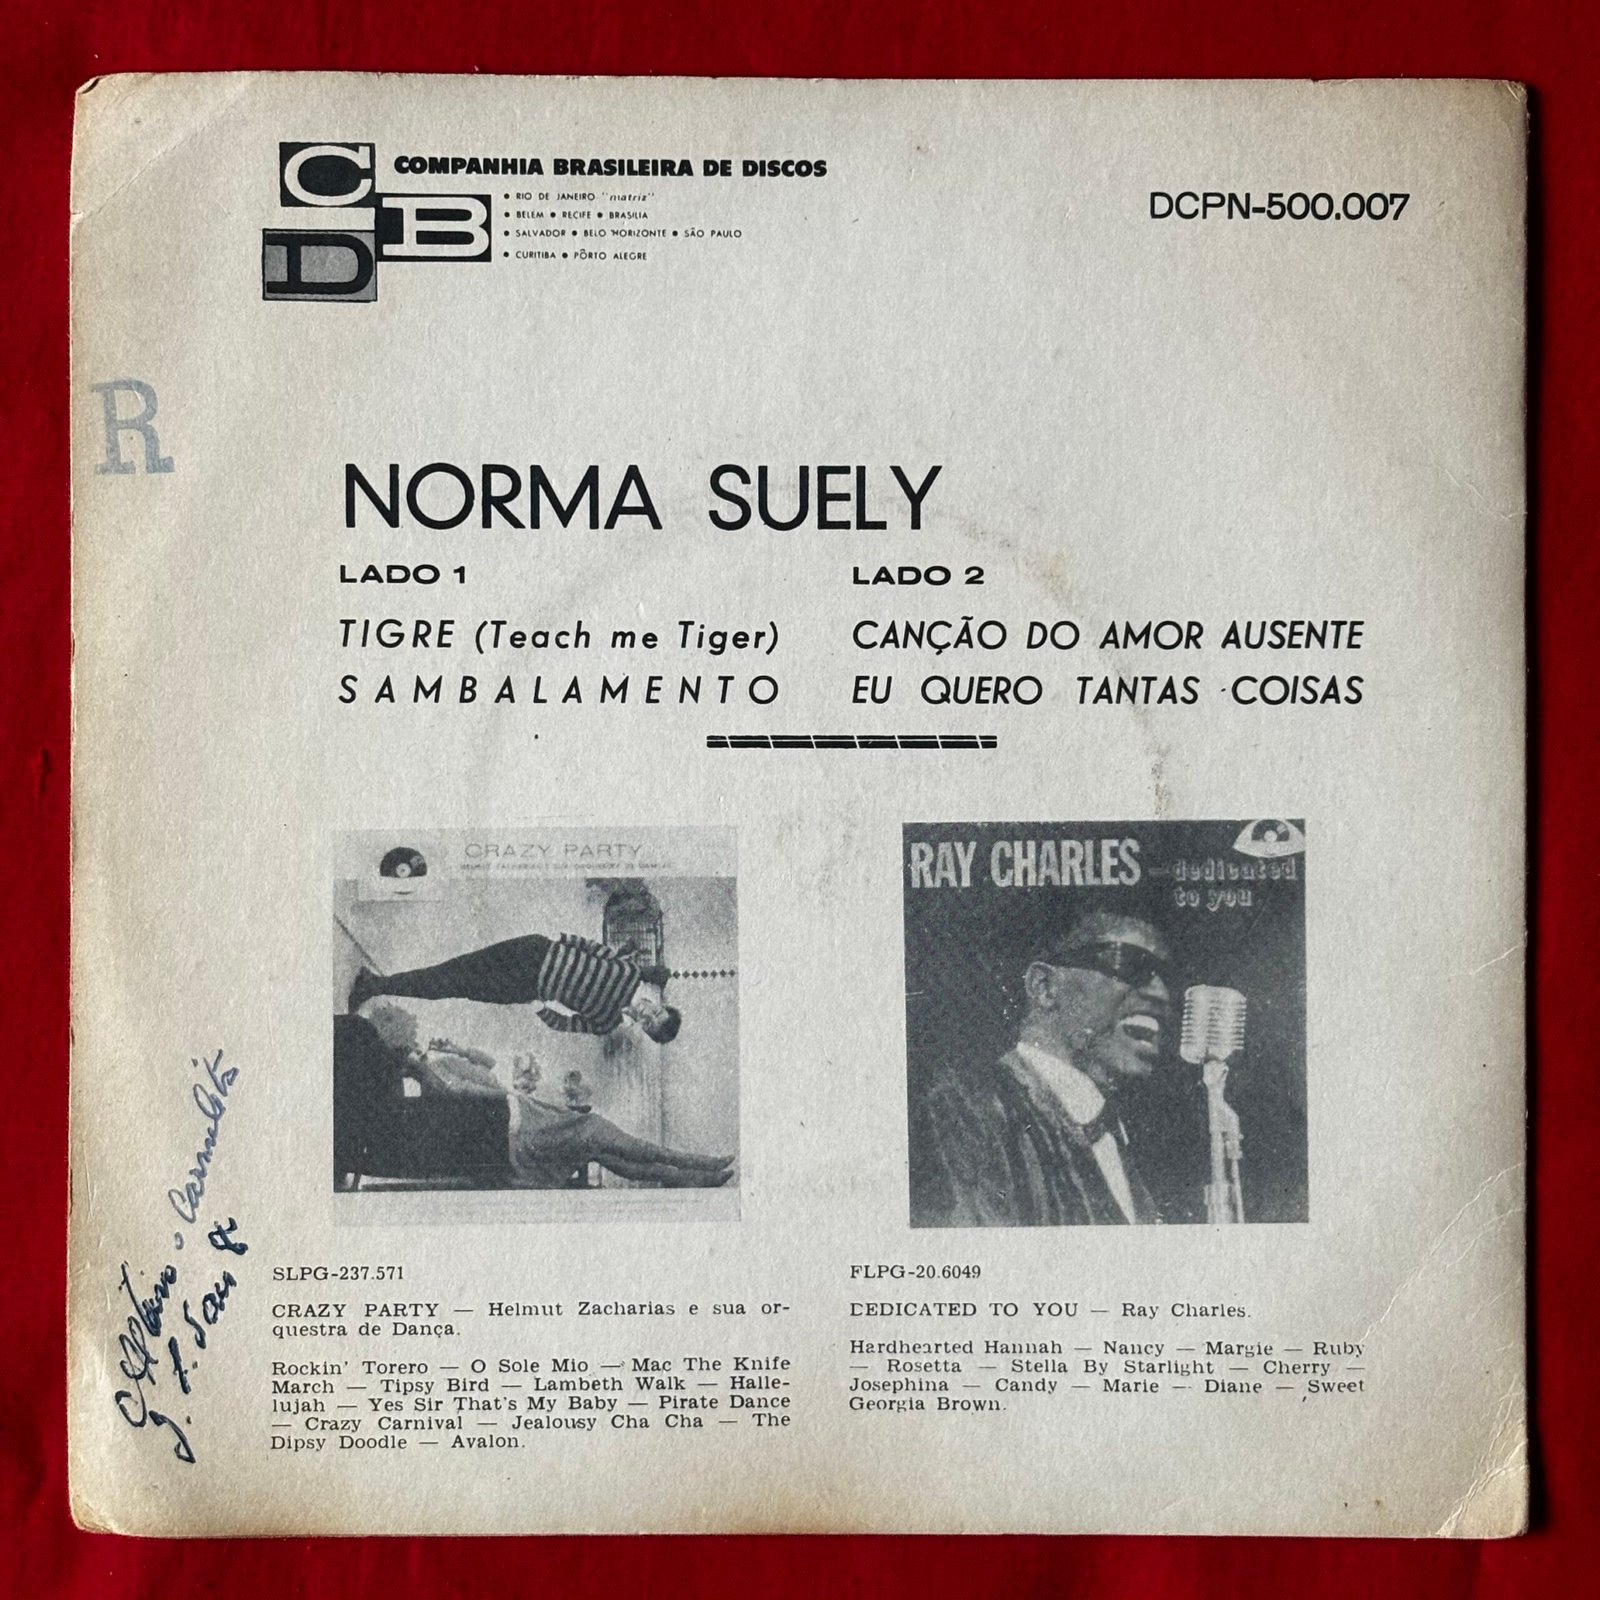 C
B
D
COMPANHIA BRASILEIRA DE DISCOS
• RIO DE JANEIRO "matriz"
• BELEM • RECIFE • BRASILIA
• SALVADOR • BELO HORIZONTE • SÃO PAULO
• CURITIBA • PÔRTO ALEGRE
DCPN-500.007
R
NORMA SUELY
LADO 1
TIGRE (Teach me Tiger)
SAMBALAMENTO
LADO 2
CANÇÃO DO AMOR AUSENTE
EU QUERO TANTAS COISAS
CRAZY PARTY
RAY CHARLES — dedicated
to you
SLPG-237.571
CRAZY PARTY — Helmut Zacharias e sua or-
questra de Dança.
Rockin' Torero — O Sole Mio — Mac The Knife
March — Tipsy Bird — Lambeth Walk — Halle-
lujah — Yes Sir That's My Baby — Pirate Dance
— Crazy Carnival — Jealousy Cha Cha — The
Dipsy Doodle — Avalon.
FLPG-20.6049
DEDICATED TO YOU — Ray Charles.
Hardhearted Hannah — Nancy — Margie — Ruby
— Rosetta — Stella By Starlight — Cherry —
Josephina — Candy — Marie — Diane — Sweet
Georgia Brown.